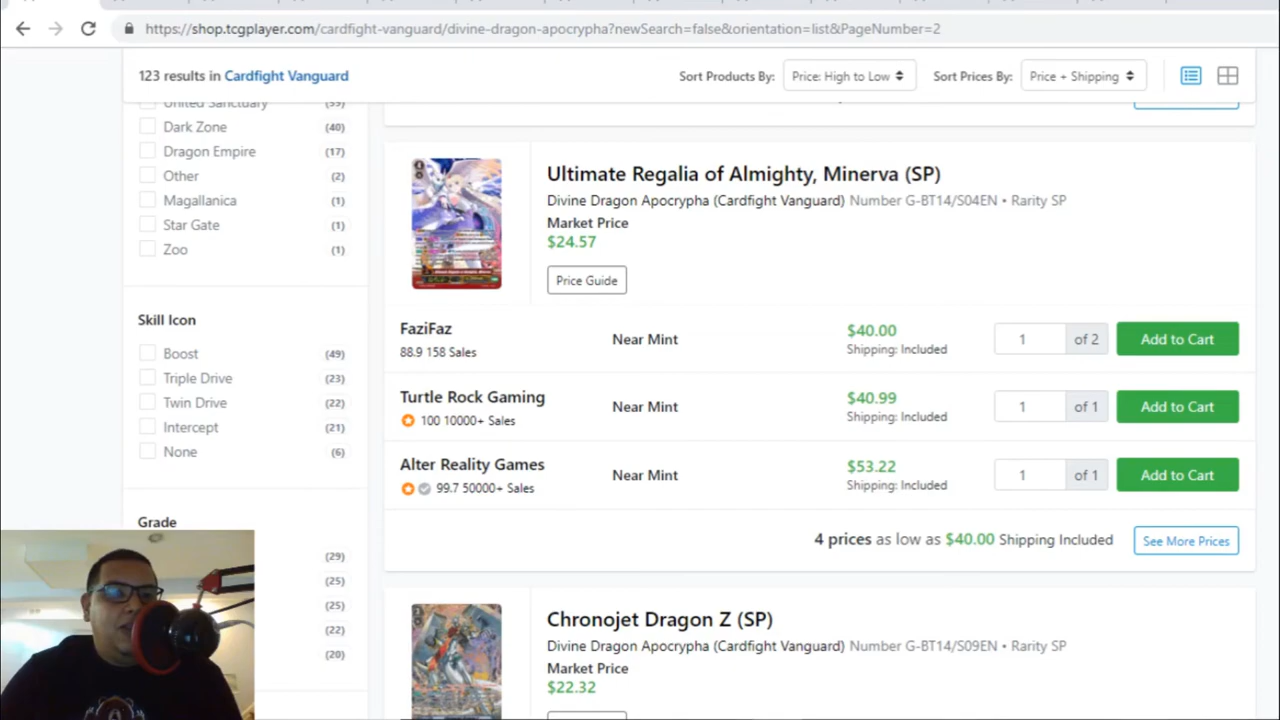 https://shop.tcgplayer.com/cardfight-vanguard/divine-dragon-apocrypha?newSearch=false&orientation=list&PageNumber=2
123 results in Cardfight Vanguard
Sort Products By: Price: High to Low
Sort Prices By: Price + Shipping
United Sanctuary (59)
Dark Zone (40)
Dragon Empire (17)
Other (2)
Magallanica (1)
Star Gate (1)
Zoo (1)
Skill Icon
Boost (49)
Triple Drive (23)
Twin Drive (22)
Intercept (21)
None (6)
Grade
(29)
(25)
(25)
(22)
(20)
Ultimate Regalia of Almighty, Minerva (SP)
Divine Dragon Apocrypha (Cardfight Vanguard) Number G-BT14/S04EN • Rarity SP
Market Price
$24.57
Price Guide
FaziFaz
88.9 158 Sales
Near Mint
$40.00
Shipping: Included
1 of 2
Add to Cart
Turtle Rock Gaming
100 10000+ Sales
Near Mint
$40.99
Shipping: Included
1 of 1
Add to Cart
Alter Reality Games
99.7 50000+ Sales
Near Mint
$53.22
Shipping: Included
1 of 1
Add to Cart
4 prices as low as $40.00 Shipping Included
See More Prices
Chronojet Dragon Z (SP)
Divine Dragon Apocrypha (Cardfight Vanguard) Number G-BT14/S09EN • Rarity SP
Market Price
$22.32